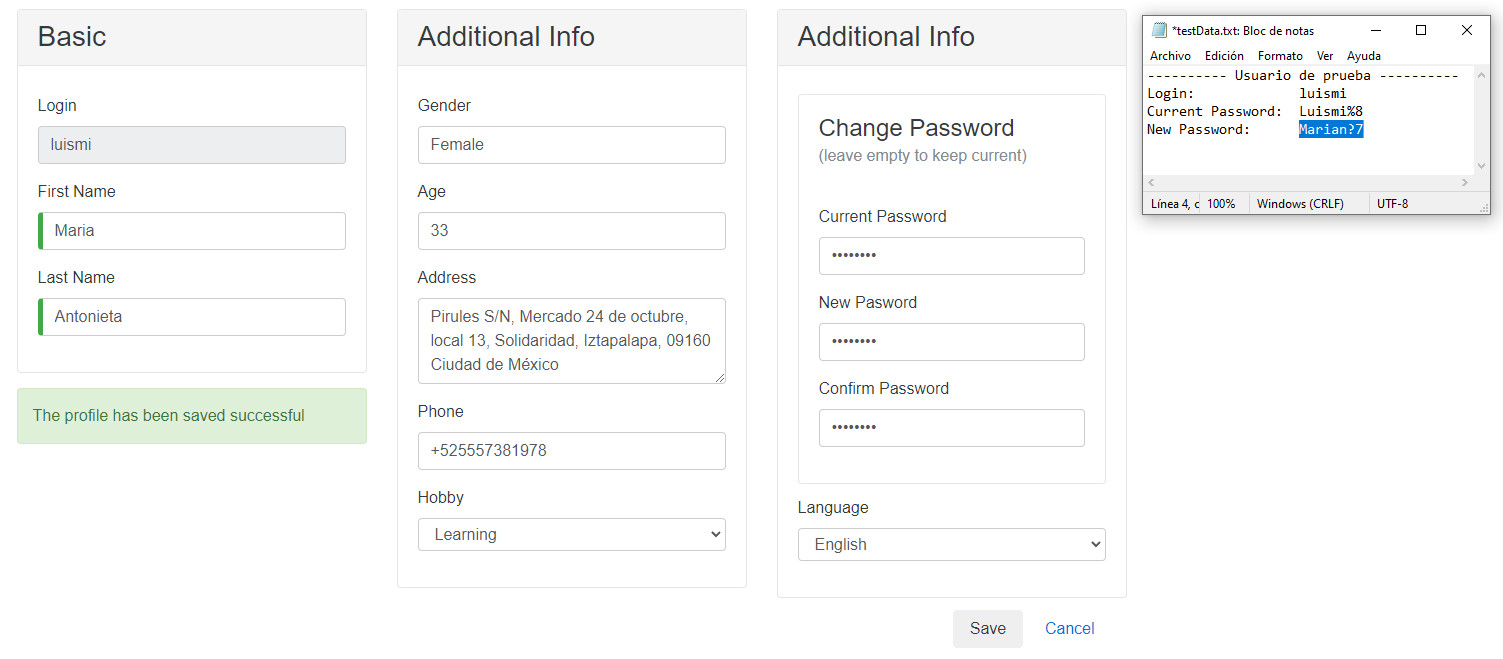 Basic
Login
luismi
First Name
Maria
Last Name
Antonieta
The profile has been saved successful
Additional Info
Gender
Female
Age
33
Address
Pirules S/N, Mercado 24 de octubre,
local 13, Solidaridad, Iztapalapa, 09160
Ciudad de México
Phone
+525557381978
Hobby
Learning
Additional Info
Change Password
(leave empty to keep current)
Current Password
••••••••
New Pasword
••••••••
Confirm Password
••••••••
Language
English
Save Cancel
*testData.txt: Bloc de notas
Archivo Edición Formato Ver Ayuda
---------- Usuario de prueba ----------
Login: luismi
Current Password: Luismi%8
New Password: Marian?7
Línea 4, c 100% Windows (CRLF) UTF-8